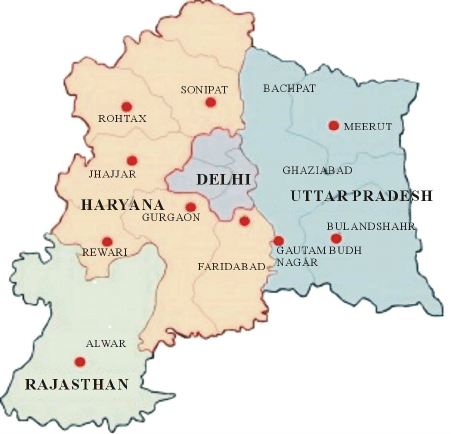 SONIPAT
BACHPAT
ROHTAX
MEERUT
JHAJJAR
GHAZIABAD
DELHI
UTTAR PRADESH
HARYANA
GURGAON
BULANDSHAHR
REWARI
GAUTAM BUDH
NAGAR
FARIDABAD
ALWAR
RAJASTHAN